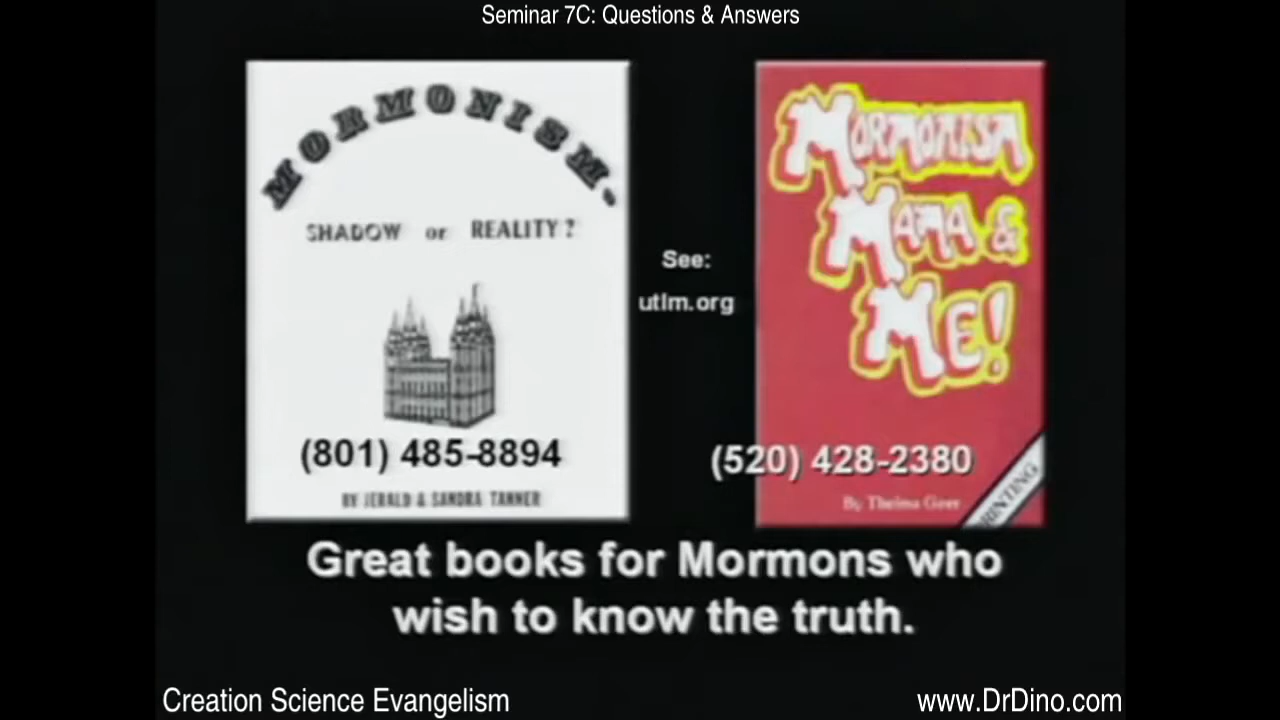 Seminar 7C: Questions & Answers
MORMONISM-
SHADOW or REALITY?
(801) 485-8894
BY JERALD & SANDRA TANNER
See:
utlm.org
MORMONISM
MAMA &
ME!
(520) 428-2380
By Thelma Geer
PRINTING
Great books for Mormons who
wish to know the truth.
Creation Science Evangelism
www.DrDino.com